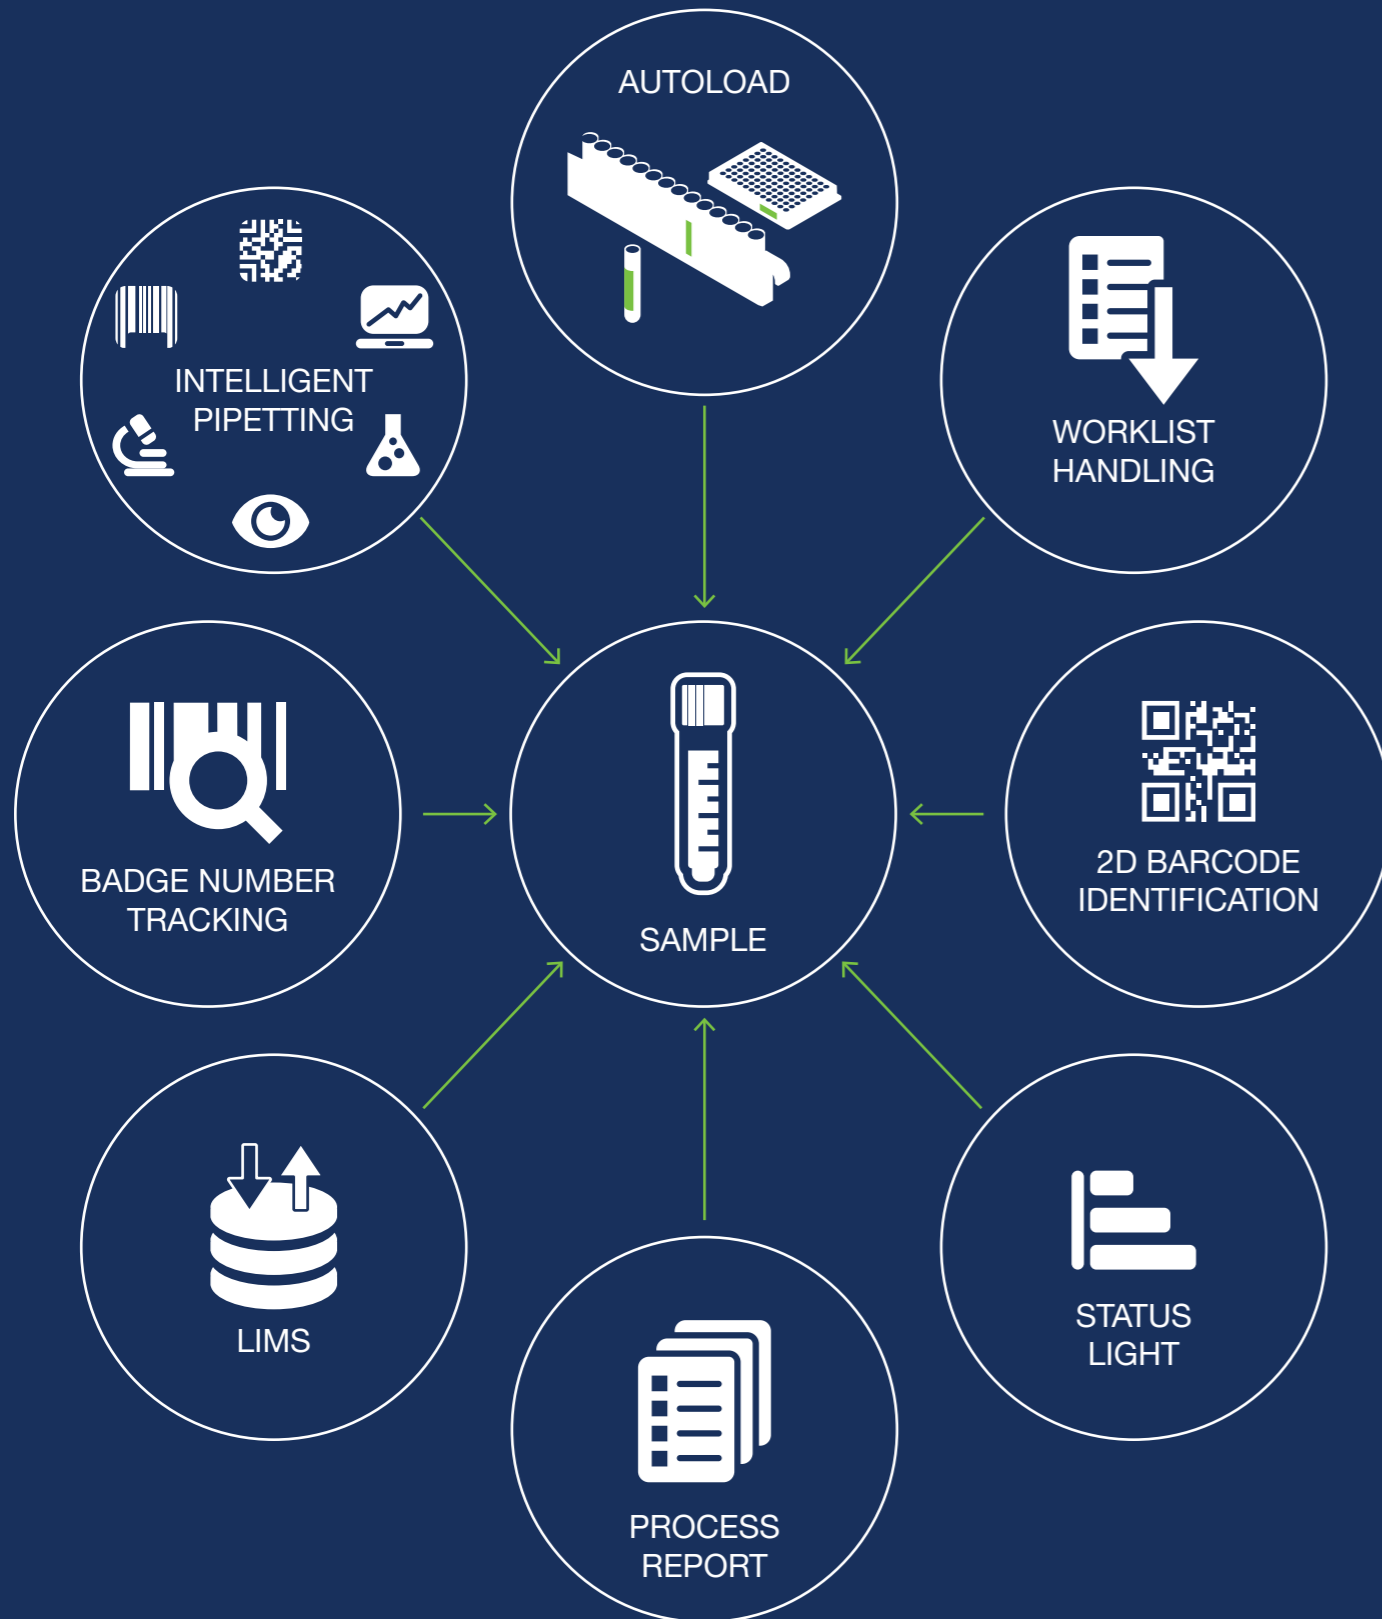 AUTOLOAD
INTELLIGENT
PIPETTING
WORKLIST
HANDLING
BADGE NUMBER
TRACKING
SAMPLE
2D BARCODE
IDENTIFICATION
LIMS
STATUS
LIGHT
PROCESS
REPORT